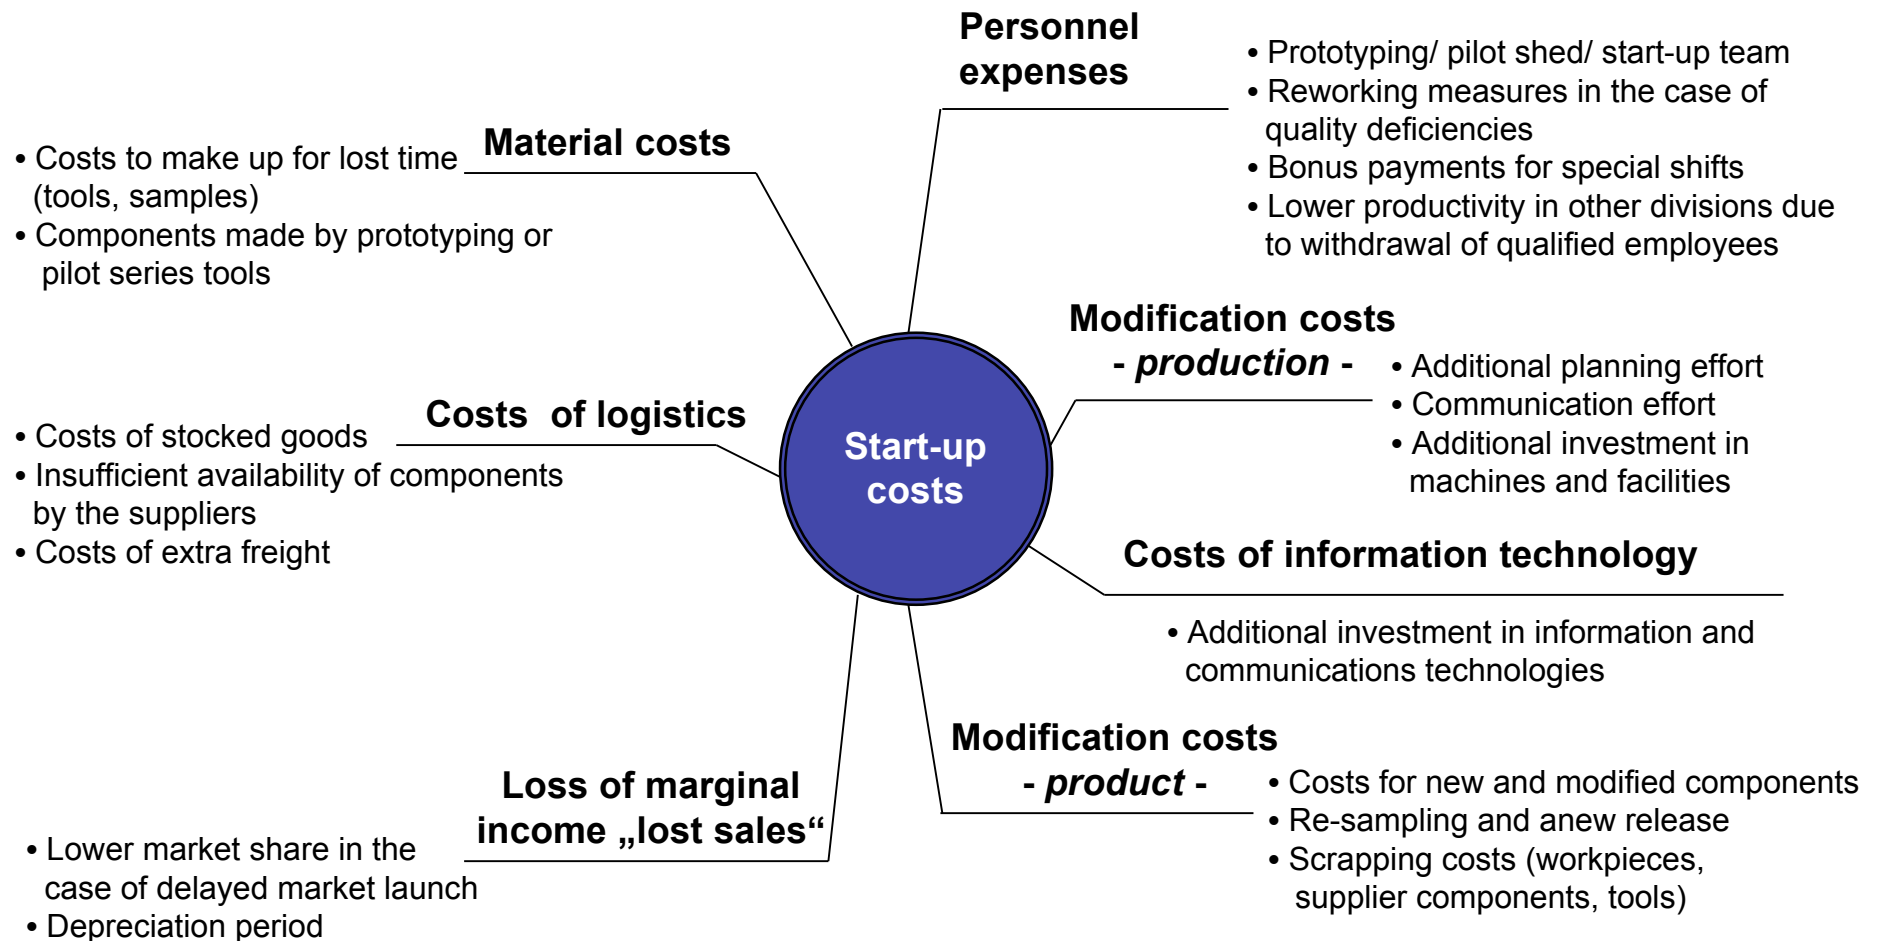 Personnel
expenses
• Prototyping/ pilot shed/ start-up team
• Reworking measures in the case of
quality deficiencies
• Bonus payments for special shifts
• Lower productivity in other divisions due
to withdrawal of qualified employees
Material costs
• Costs to make up for lost time
(tools, samples)
• Components made by prototyping or
pilot series tools
Modification costs
- production -
• Additional planning effort
• Communication effort
• Additional investment in
machines and facilities
Costs of logistics
• Costs of stocked goods
• Insufficient availability of components
by the suppliers
• Costs of extra freight
Start-up
costs
Costs of information technology
• Additional investment in information and
communications technologies
Modification costs
- product -
• Costs for new and modified components
• Re-sampling and anew release
• Scrapping costs (workpieces,
supplier components, tools)
Loss of marginal
income „lost sales“
• Lower market share in the
case of delayed market launch
• Depreciation period